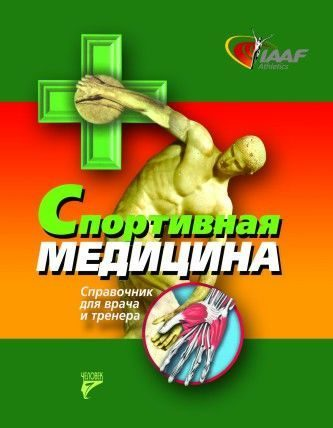 IAAF
Athletics
Спортивная
МЕДИЦИНА
Справочник
для врача
и тренера
ЧЕЛОВЕК